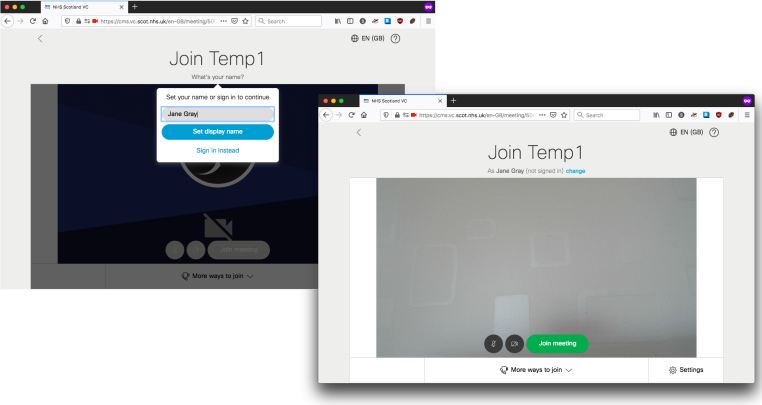 NHS Scotland VC
https://cms.vc.scot.nhs.uk/en-GB/meeting/50
Search
EN (GB)
Join Temp1
What's your name?
Set your name or sign in to continue
Jane Gray
Set display name
Sign in instead
Join meeting
More ways to join
NHS Scotland VC
https://cms.vc.scot.nhs.uk/en-GB/meeting/50
Search
EN (GB)
Join Temp1
As Jane Gray (not signed in) change
Join meeting
More ways to join
Settings